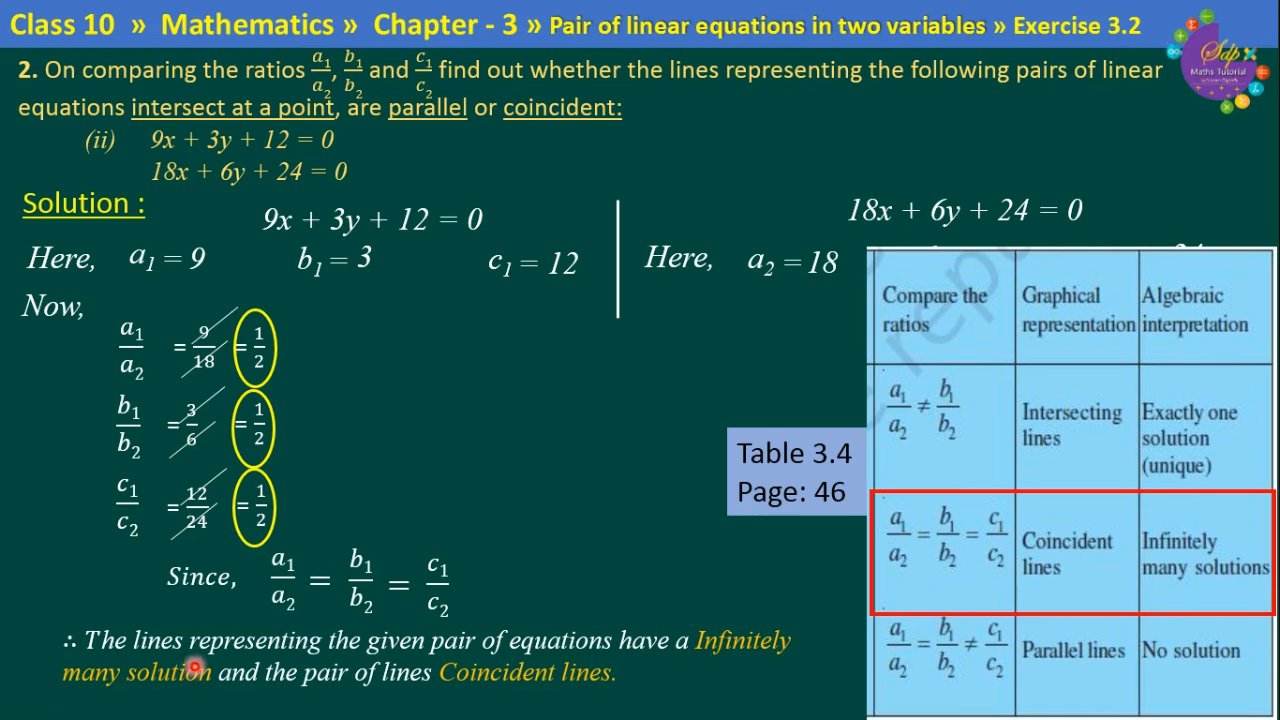 Class 10 » Mathematics » Chapter - 3 » Pair of linear equations in two variables » Exercise 3.2
Sdp
Maths Tutorial
2. On comparing the ratios a₁/a₂, b₁/b₂ and c₁/c₂ find out whether the lines representing the following pairs of linear
equations intersect at a point, are parallel or coincident:
(ii) 9x + 3y + 12 = 0
18x + 6y + 24 = 0
Solution :
9x + 3y + 12 = 0
Here, a₁ = 9 b₁ = 3 c₁ = 12
18x + 6y + 24 = 0
Here, a₂ = 18
Now,
a₁/a₂ = 9/18 = 1/2
b₁/b₂ = 3/6 = 1/2
c₁/c₂ = 12/24 = 1/2
Since, a₁/a₂ = b₁/b₂ = c₁/c₂
∴ The lines representing the given pair of equations have a Infinitely
many solution and the pair of lines Coincident lines.
Table 3.4
Page: 46
Compare the
ratios
Graphical
representation
Algebraic
interpretation
a₁/a₂ ≠ b₁/b₂
Intersecting
lines
Exactly one
solution
(unique)
a₁/a₂ = b₁/b₂ = c₁/c₂
Coincident
lines
Infinitely
many solutions
a₁/a₂ = b₁/b₂ ≠ c₁/c₂
Parallel lines
No solution